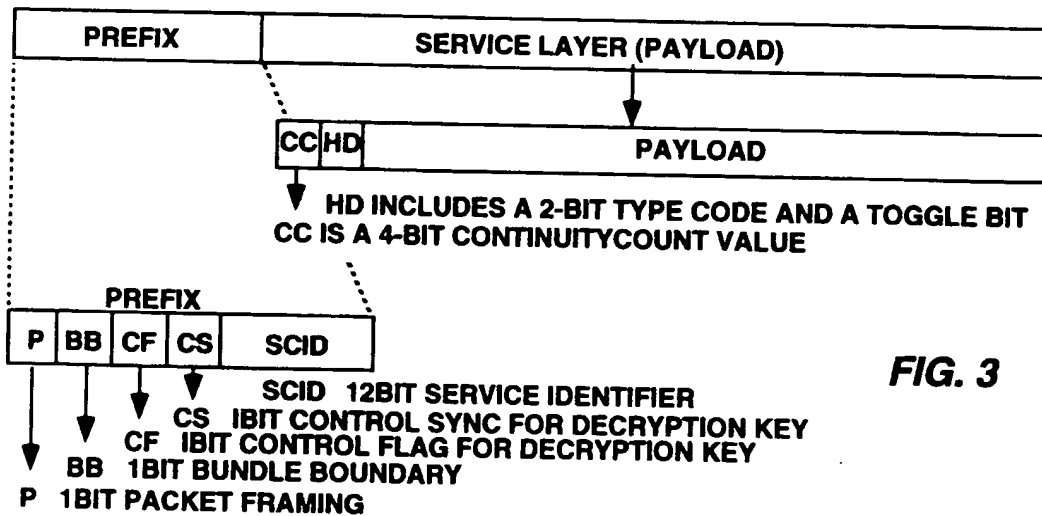 PREFIX SERVICE LAYER (PAYLOAD)
CC HD PAYLOAD
HD INCLUDES A 2-BIT TYPE CODE AND A TOGGLE BIT
CC IS A 4-BIT CONTINUITYCOUNT VALUE
PREFIX
P BB CF CS SCID
FIG. 3
SCID 12BIT SERVICE IDENTIFIER
CS IBIT CONTROL SYNC FOR DECRYPTION KEY
CF IBIT CONTROL FLAG FOR DECRYPTION KEY
BB 1BIT BUNDLE BOUNDARY
P 1BIT PACKET FRAMING